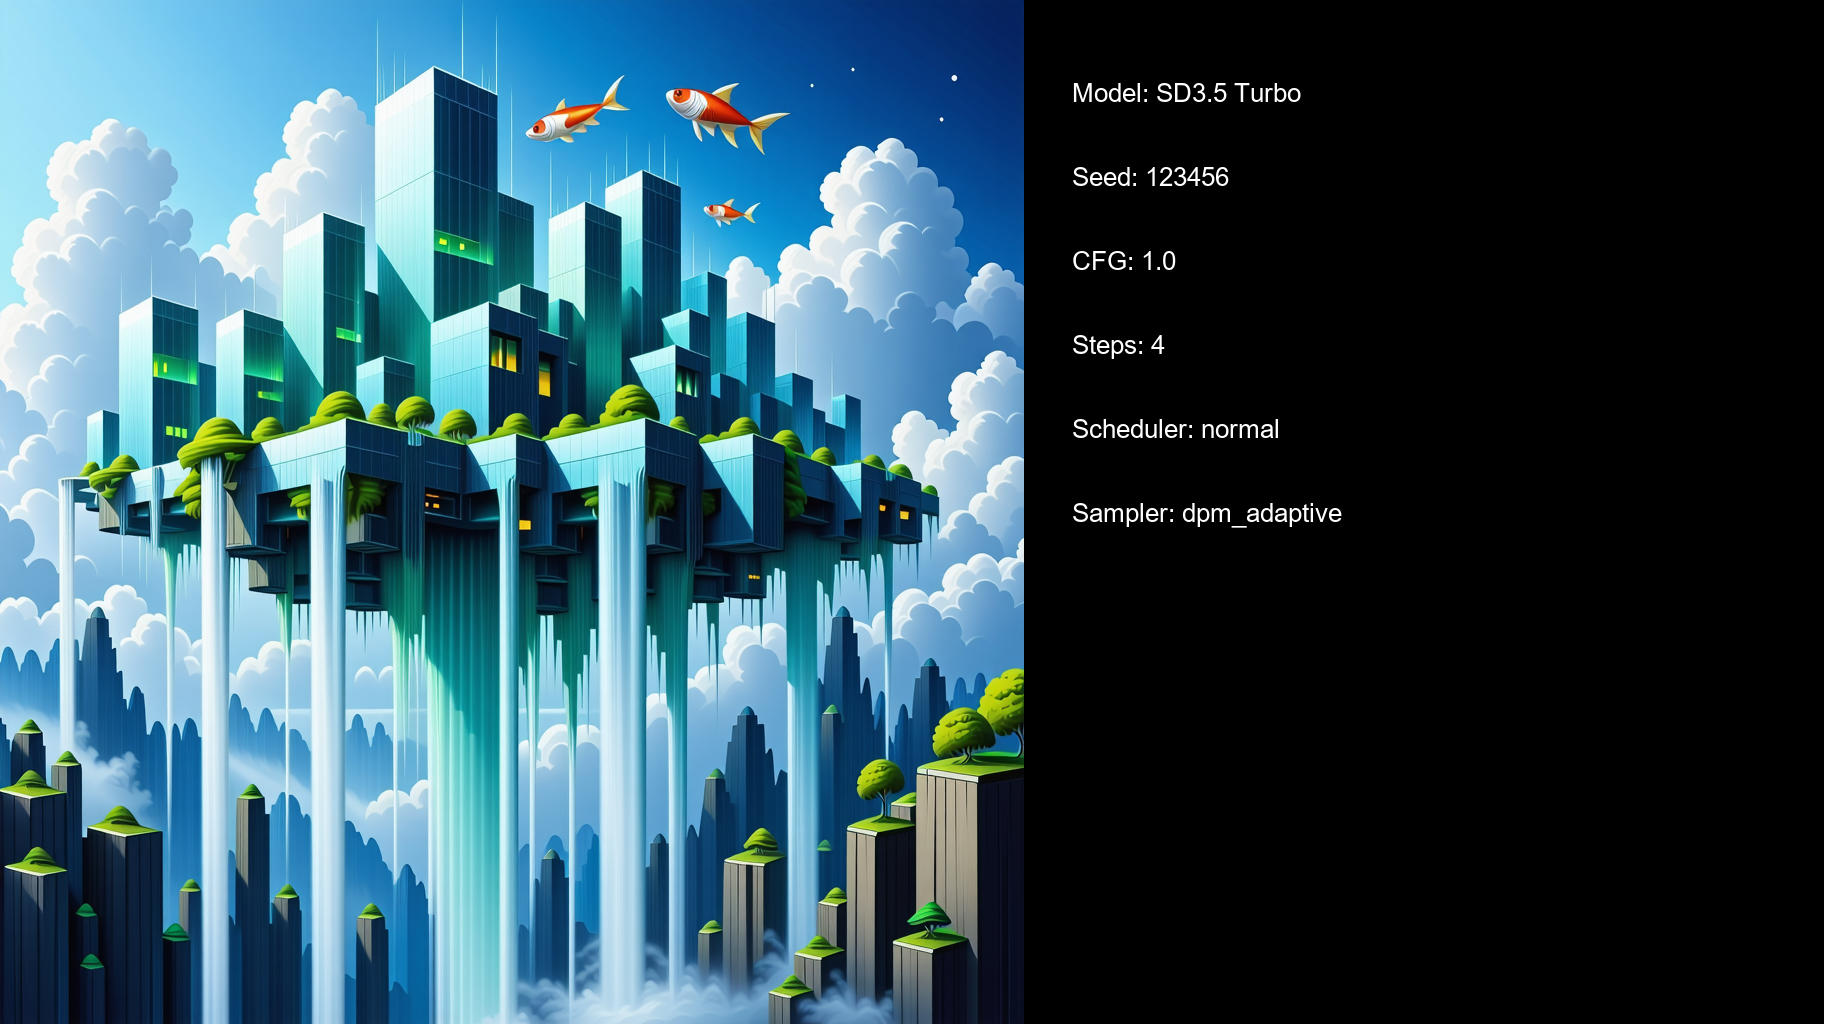 Model: SD3.5 Turbo
Seed: 123456
CFG: 1.0
Steps: 4
Scheduler: normal
Sampler: dpm_adaptive